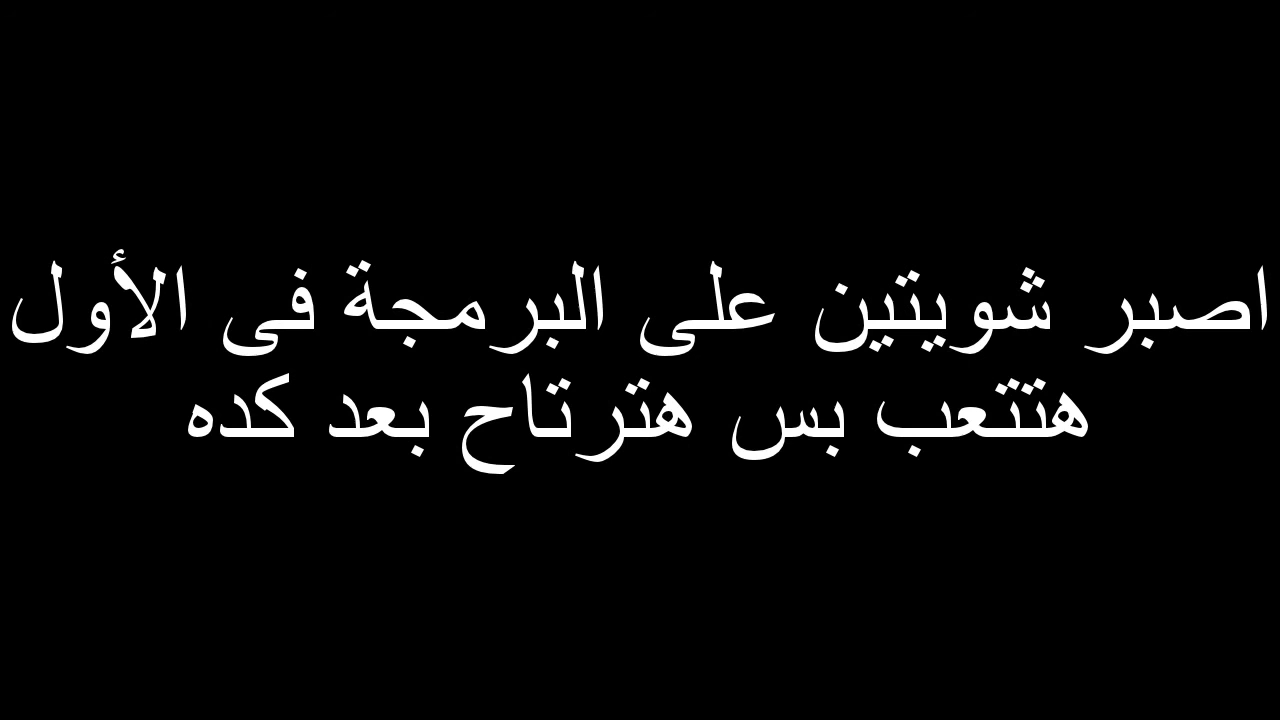 اصبر شويتين على البرمجة فى الأول
هتتعب بس هترتاح بعد كده